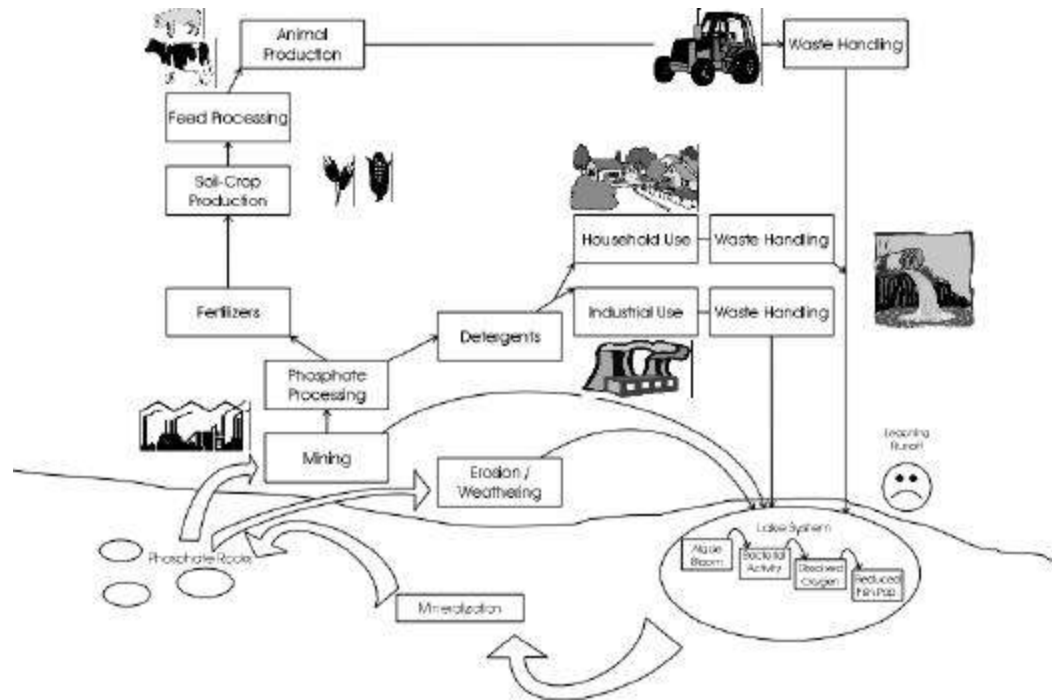 Animal
Production
Waste Handling
Feed Processing
Soil-Crop
Production
Household Use
Waste Handling
Fertilizers
Industrial Use
Waste Handling
Detergents
Phosphate
Processing
Mining
Erosion /
Weathering
Leaching
Runoff
Lake System
Algae
Bloom
Bacterial
Activity
Dissolved
Oxygen
Reduced
Fish Pop
Phosphate Rocks
Mineralization